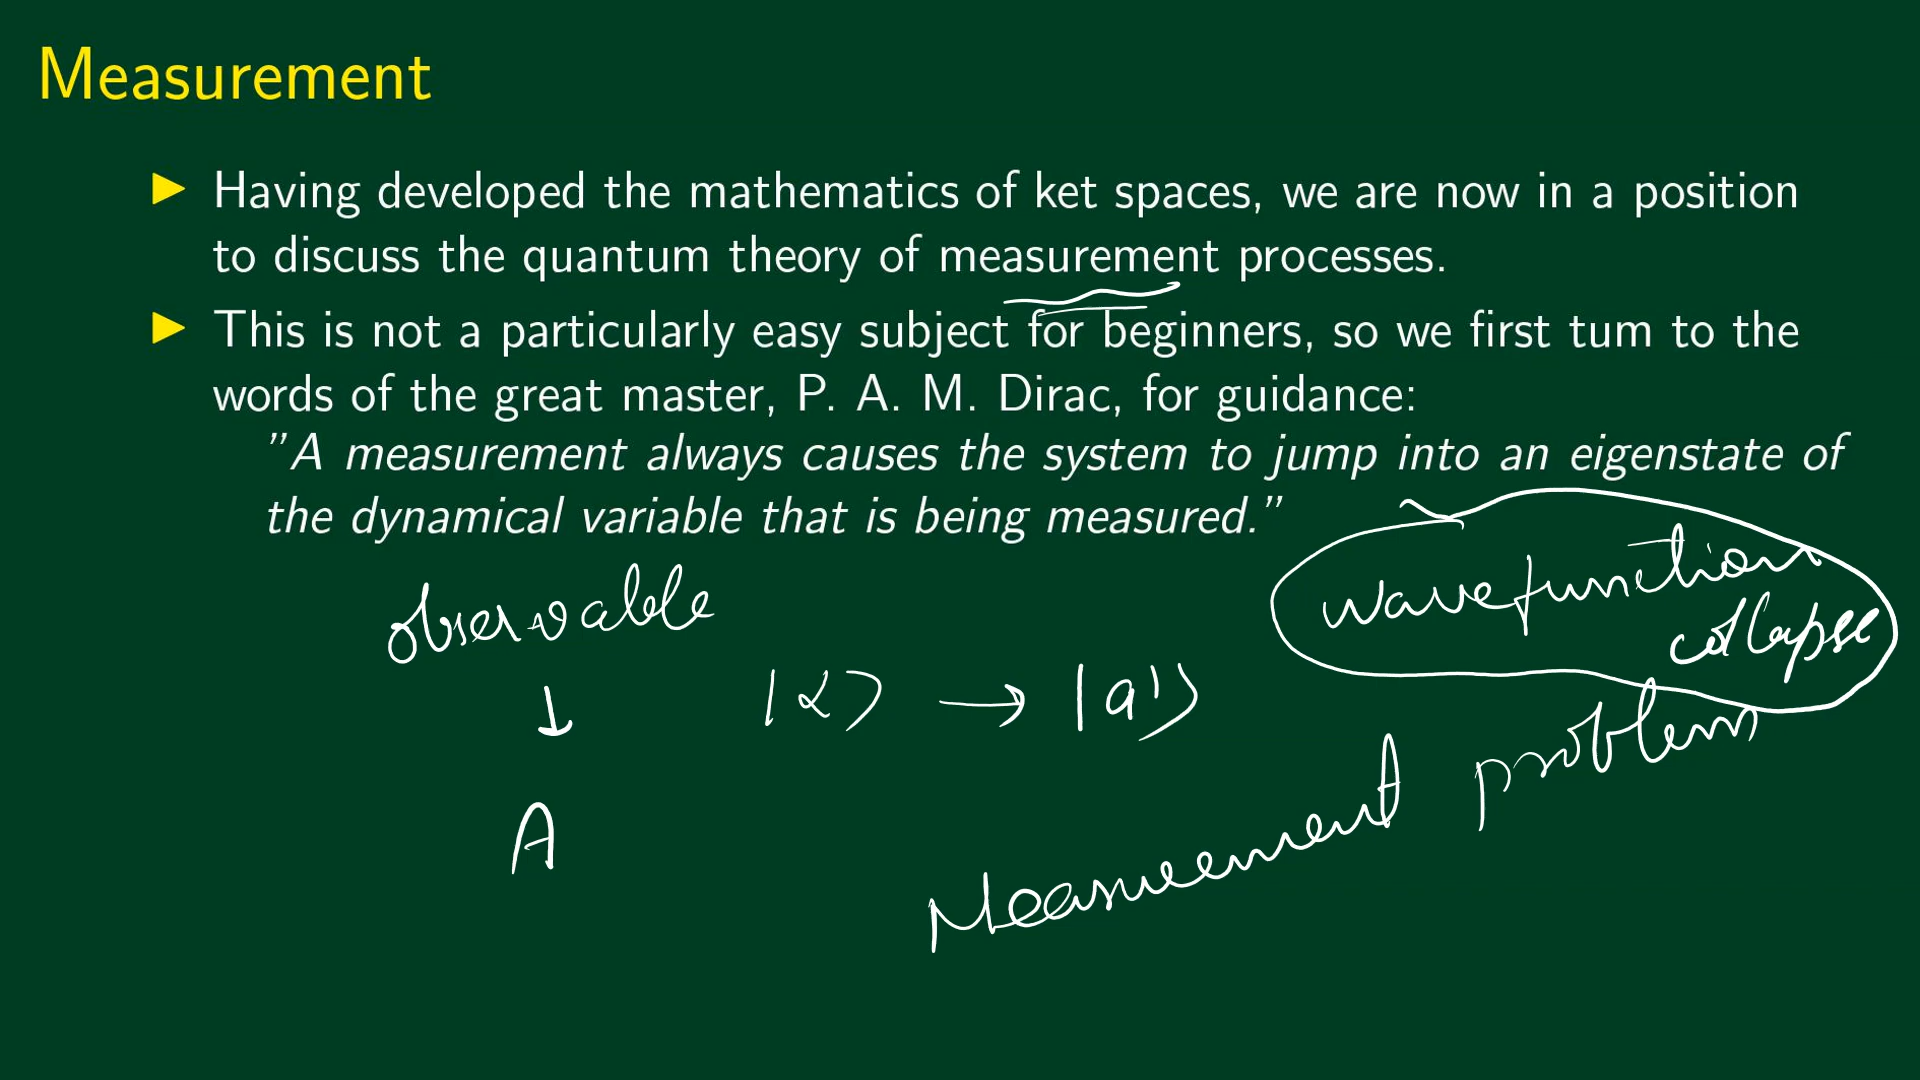 Measurement
▶ Having developed the mathematics of ket spaces, we are now in a position
to discuss the quantum theory of measurement processes.
▶ This is not a particularly easy subject for beginners, so we first tum to the
words of the great master, P. A. M. Dirac, for guidance:
"A measurement always causes the system to jump into an eigenstate of
the dynamical variable that is being measured."
observable
wavefunction
collapse
↓ |α⟩ → |a'⟩
A
Measurement problem